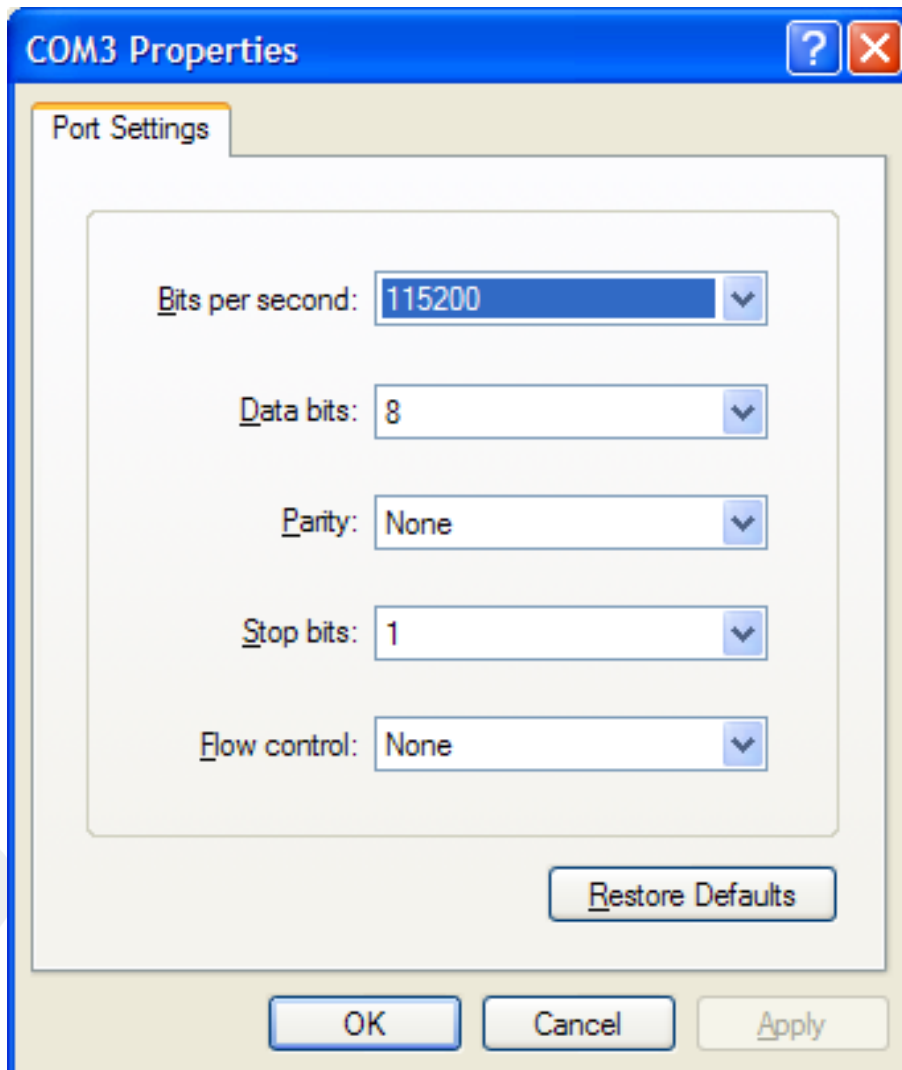 COM3 Properties
Port Settings
Bits per second: 115200
Data bits: 8
Parity: None
Stop bits: 1
Flow control: None
Restore Defaults
OK Cancel Apply